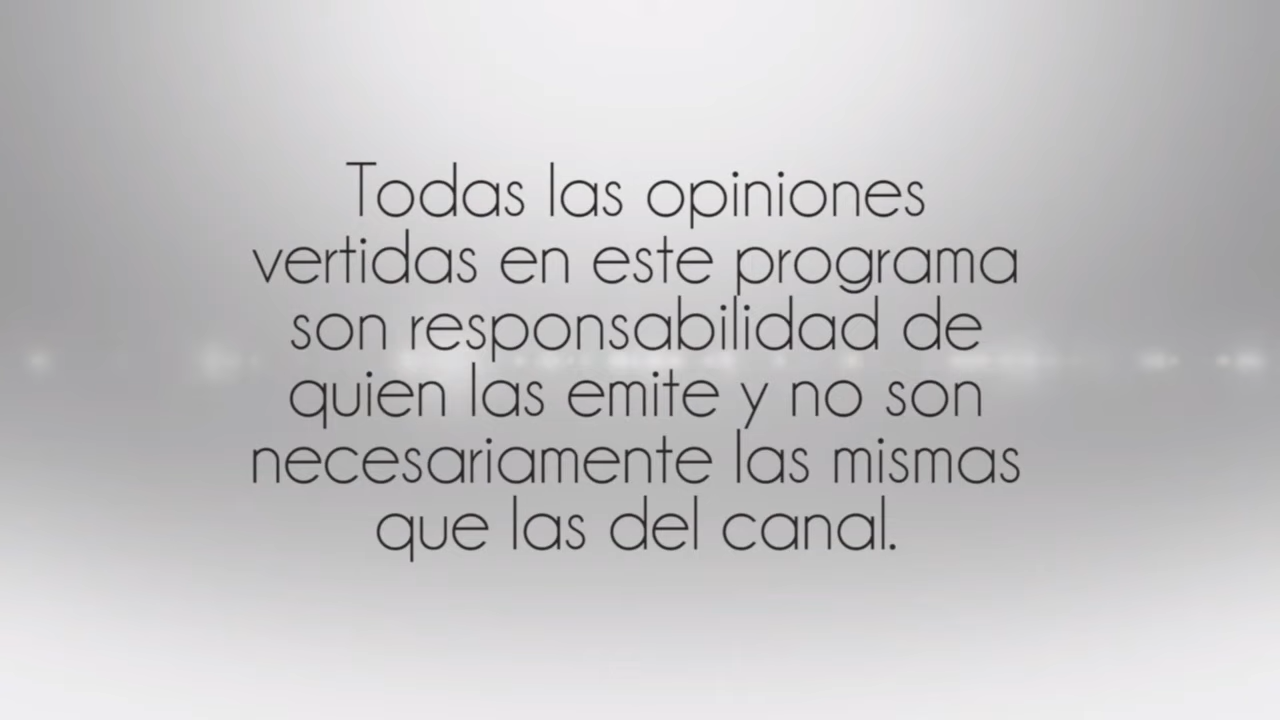 Todas las opiniones
vertidas en este programa
son responsabilidad de
quien las emite y no son
necesariamente las mismas
que las del canal.